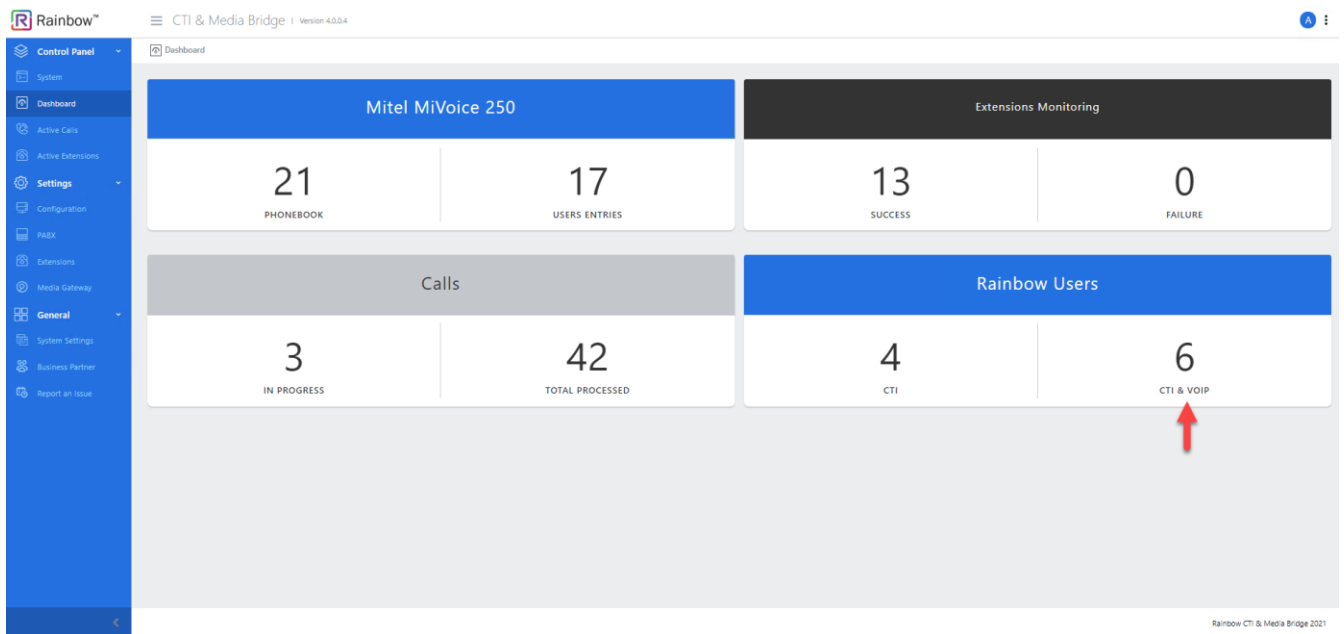 Rainbow™
CTI & Media Bridge | Version 4.0.0.4
A
Control Panel
System
Dashboard
Active Calls
Active Extensions
Settings
Configuration
PABX
Extensions
Media Gateway
General
System Settings
Business Partner
Report an Issue
Dashboard
Mitel MiVoice 250
21
PHONEBOOK
17
USERS ENTRIES
Extensions Monitoring
13
SUCCESS
0
FAILURE
Calls
3
IN PROGRESS
42
TOTAL PROCESSED
Rainbow Users
4
CTI
6
CTI & VOIP
Rainbow CTI & Media Bridge 2021